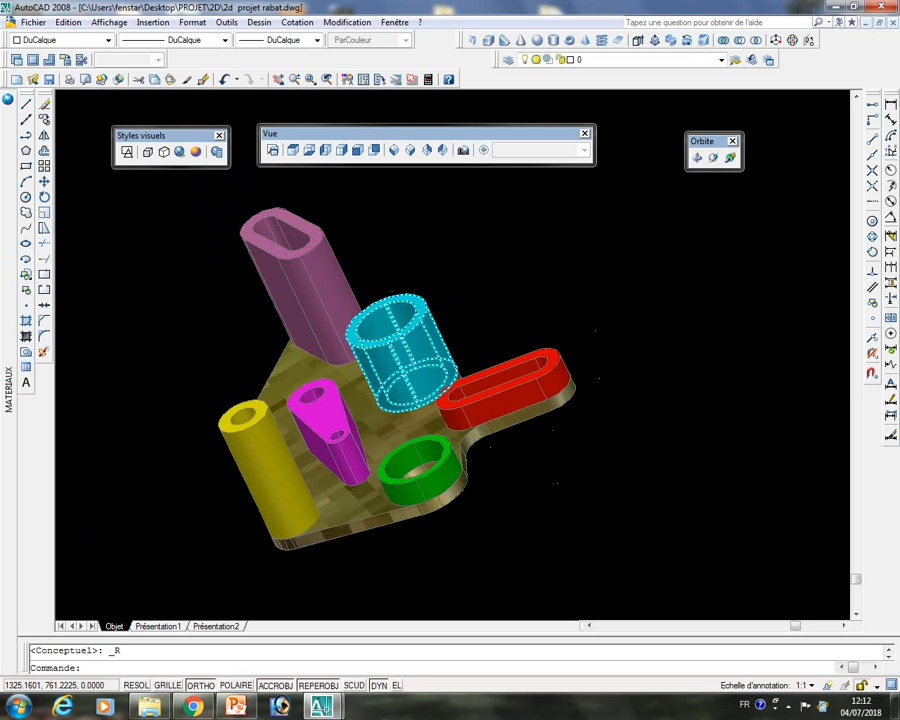 AutoCAD 2008 - [C:\Users\fenstar\Desktop\PROJET\2D\2d projet rabat.dwg]
Fichier Edition Affichage Insertion Format Outils Dessin Cotation Modification Fenêtre ? Tapez une question pour obtenir de l'aide
DuCalque DuCalque DuCalque ParCouleur
0
Styles visuels
Vue
Orbite
MATERIAUX
A
Objet Présentation1 Présentation2
<Conceptuel>: _R
Commande:
1325.1601, 761.2225, 0.0000 RESOL GRILLE ORTHO POLAIRE ACCROBJ REPEROBJ SCUD DYN EL Echelle d'annotation: 1:1
FR 12:12
04/07/2018